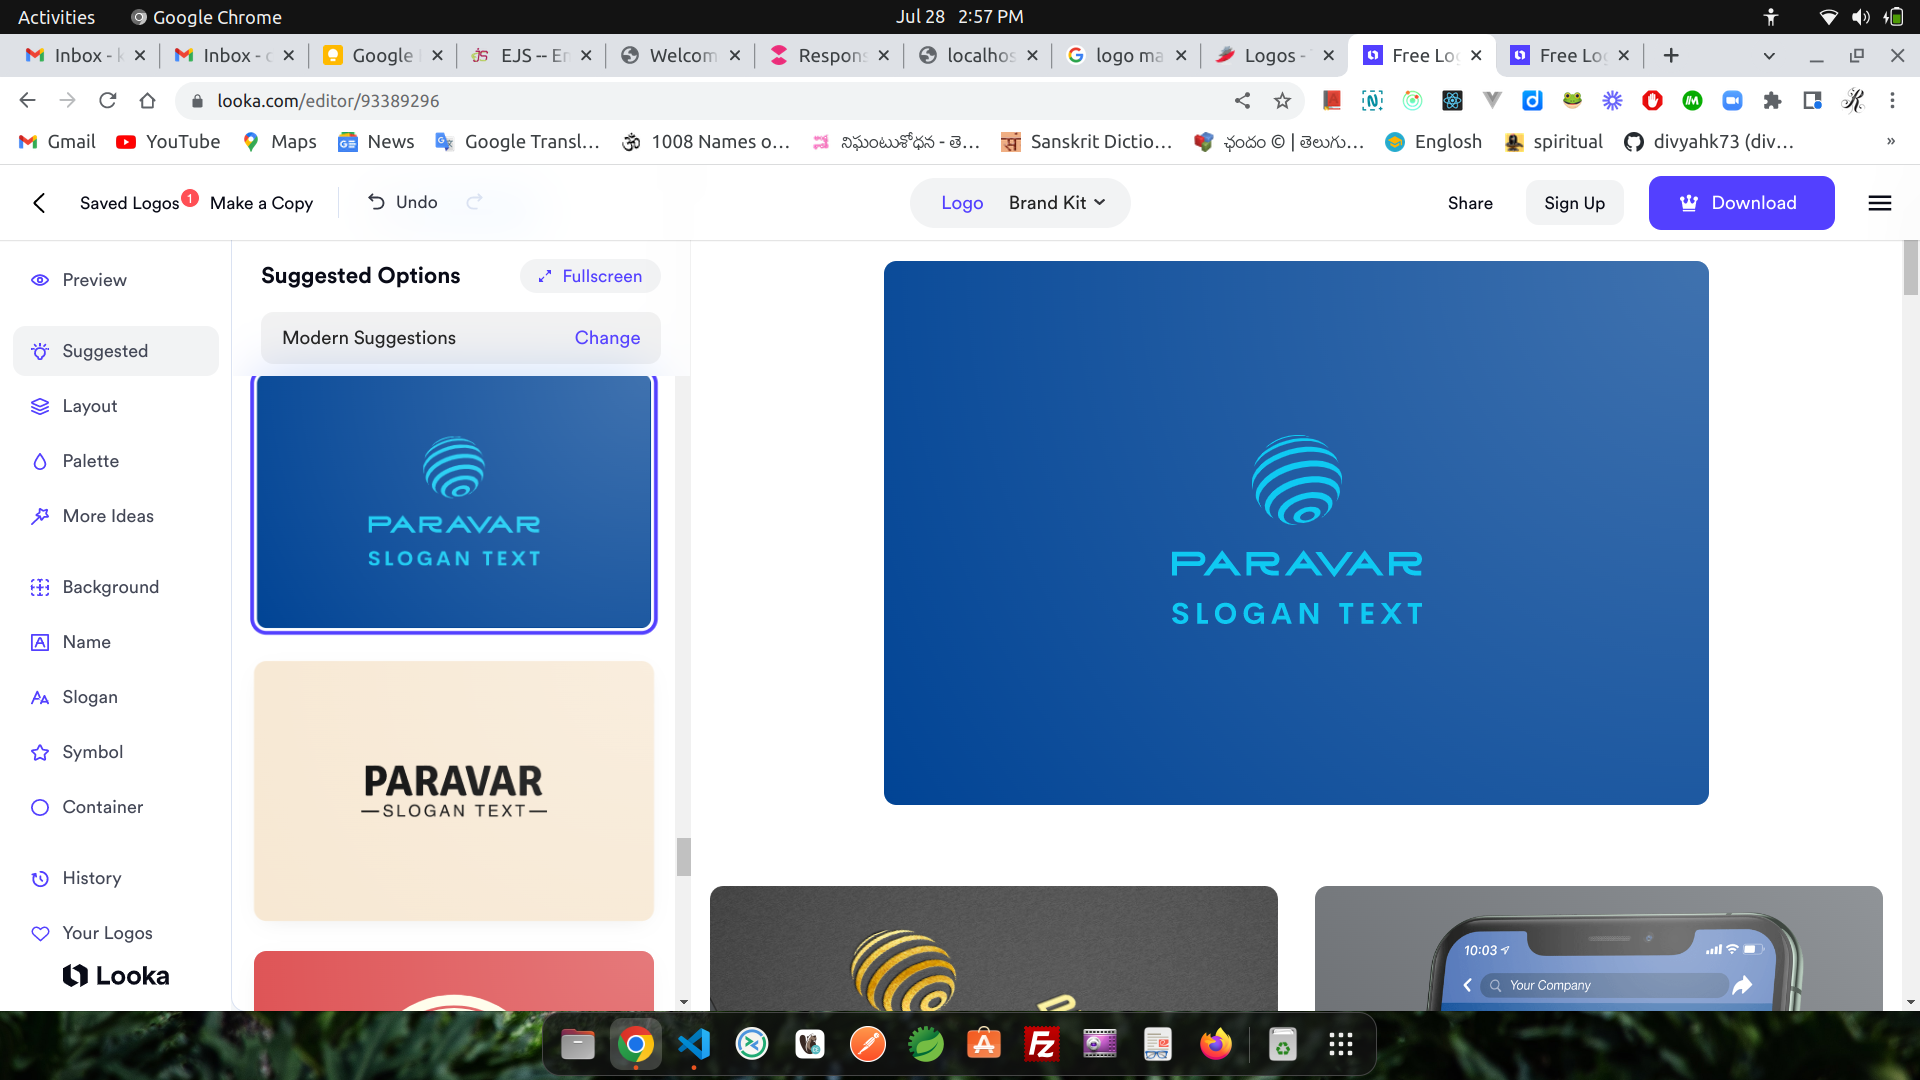 Activities Google Chrome Jul 28 2:57 PM
Inbox - Inbox - Google EJS -- Welcom Respons localhos logo ma Logos - Free Lo Free Lo
looka.com/editor/93389296
Gmail YouTube Maps News Google Transl... 1008 Names o... నిఘంటుశోధన - తె... Sanskrit Dictio... ఛందం © | తెలుగు... Englosh spiritual divyahk73 (div... »
Saved Logos 1 Make a Copy Undo Logo Brand Kit Share Sign Up Download
Preview
Suggested
Layout
Palette
More Ideas
Background
Name
Slogan
Symbol
Container
History
Your Logos
Looka
Suggested Options Fullscreen
Modern Suggestions Change
PARAVAR
SLOGAN TEXT
PARAVAR
SLOGAN TEXT
PARAVAR
SLOGAN TEXT
10:03
Your Company